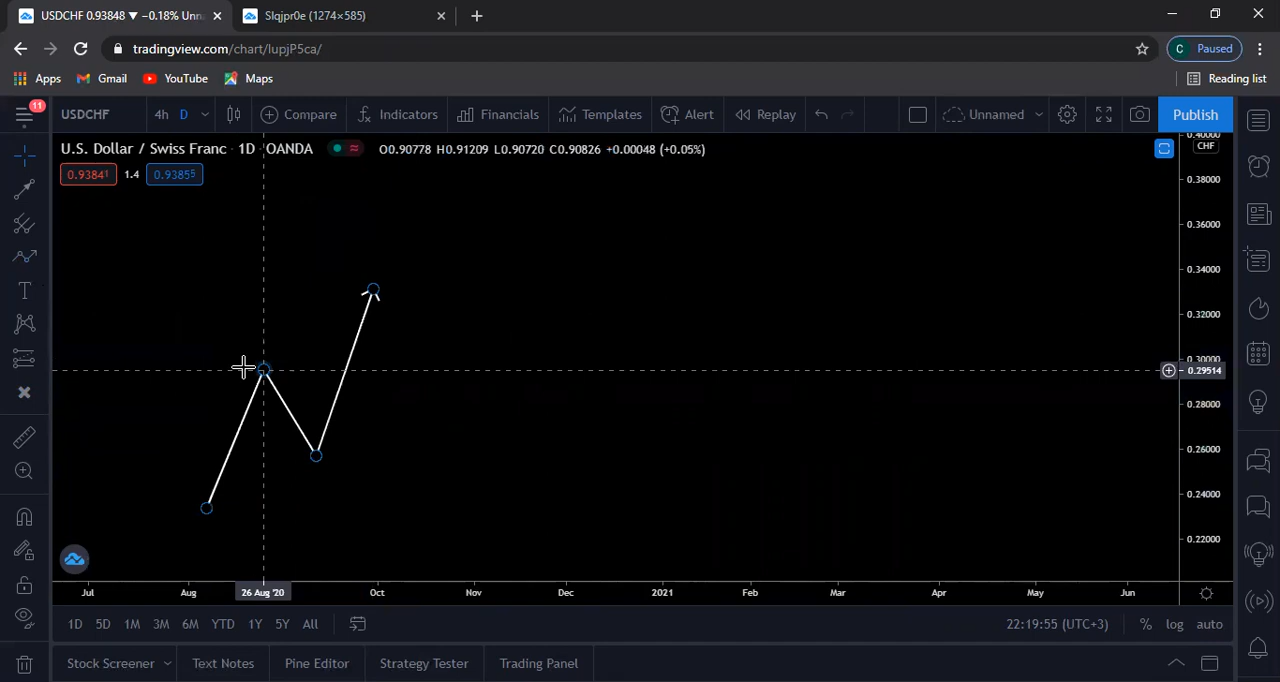 USDCHF 0.93848 ▼ −0.18% Unna
Slqjpr0e (1274×585)
tradingview.com/chart/lupjP5ca/
C Paused
Apps Gmail YouTube Maps Reading list
11
USDCHF 4h D Compare Indicators Financials Templates Alert Replay Unnamed Publish
U.S. Dollar / Swiss Franc · 1D · OANDA O0.90778 H0.91209 L0.90720 C0.90826 +0.00048 (+0.05%)
0.93841 1.4 0.93855
0.40000
CHF
0.38000
0.36000
0.34000
0.32000
0.30000
0.29514
0.28000
0.26000
0.24000
0.22000
Jul Aug 26 Aug '20 Oct Nov Dec 2021 Feb Mar Apr May Jun
1D 5D 1M 3M 6M YTD 1Y 5Y All 22:19:55 (UTC+3) % log auto
Stock Screener Text Notes Pine Editor Strategy Tester Trading Panel